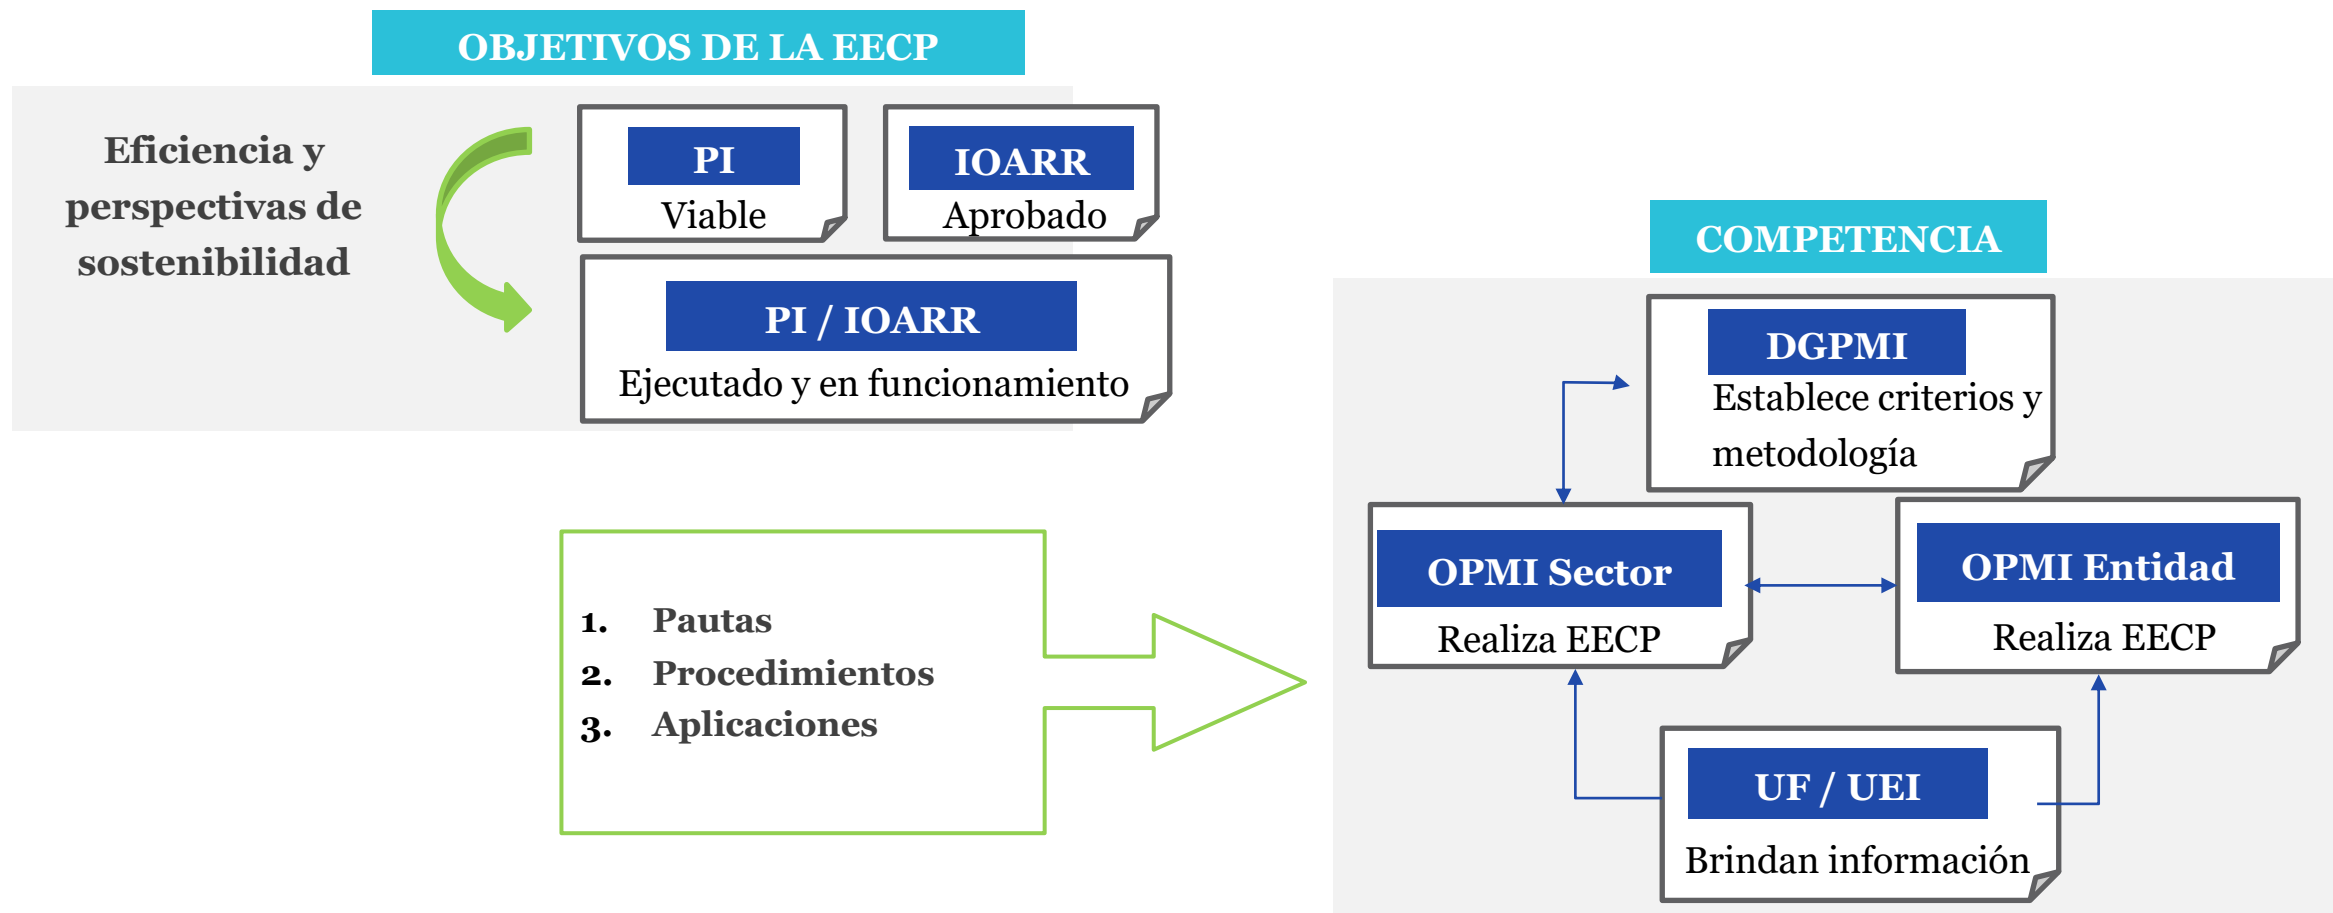 OBJETIVOS DE LA EECP
Eficiencia y
perspectivas de
sostenibilidad
PI
Viable
IOARR
Aprobado
PI / IOARR
Ejecutado y en funcionamiento
1. Pautas
2. Procedimientos
3. Aplicaciones
COMPETENCIA
DGPMI
Establece criterios y
metodología
OPMI Sector
Realiza EECP
OPMI Entidad
Realiza EECP
UF / UEI
Brindan información